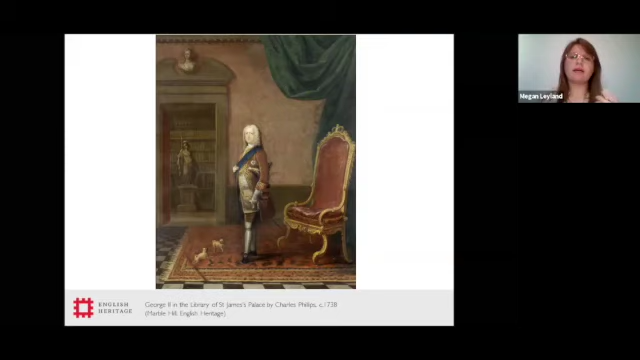 Megan Leyland
ENGLISH
HERITAGE
George II in the Library of St James's Palace by Charles Phillips, c.1738
(Marble Hill, English Heritage)